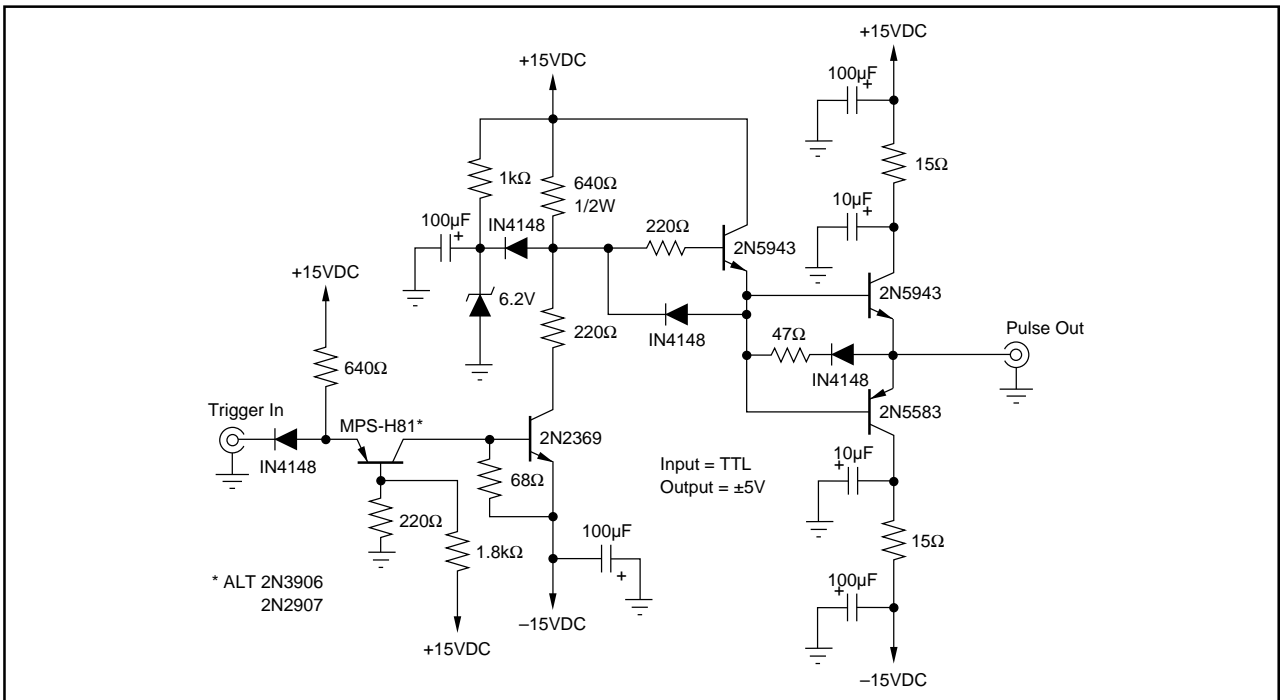 +15VDC
100µF
+
15Ω
10µF
+
+15VDC
1kΩ
640Ω
1/2W
100µF
+
IN4148
220Ω
2N5943
2N5943
+15VDC
6.2V
220Ω
IN4148
47Ω
IN4148
Pulse Out
640Ω
Trigger In
IN4148
MPS-H81*
2N2369
2N5583
68Ω
Input = TTL
Output = ±5V
10µF
+
220Ω
1.8kΩ
100µF
+
15Ω
* ALT 2N3906
2N2907
–15VDC
+15VDC
100µF
+
–15VDC